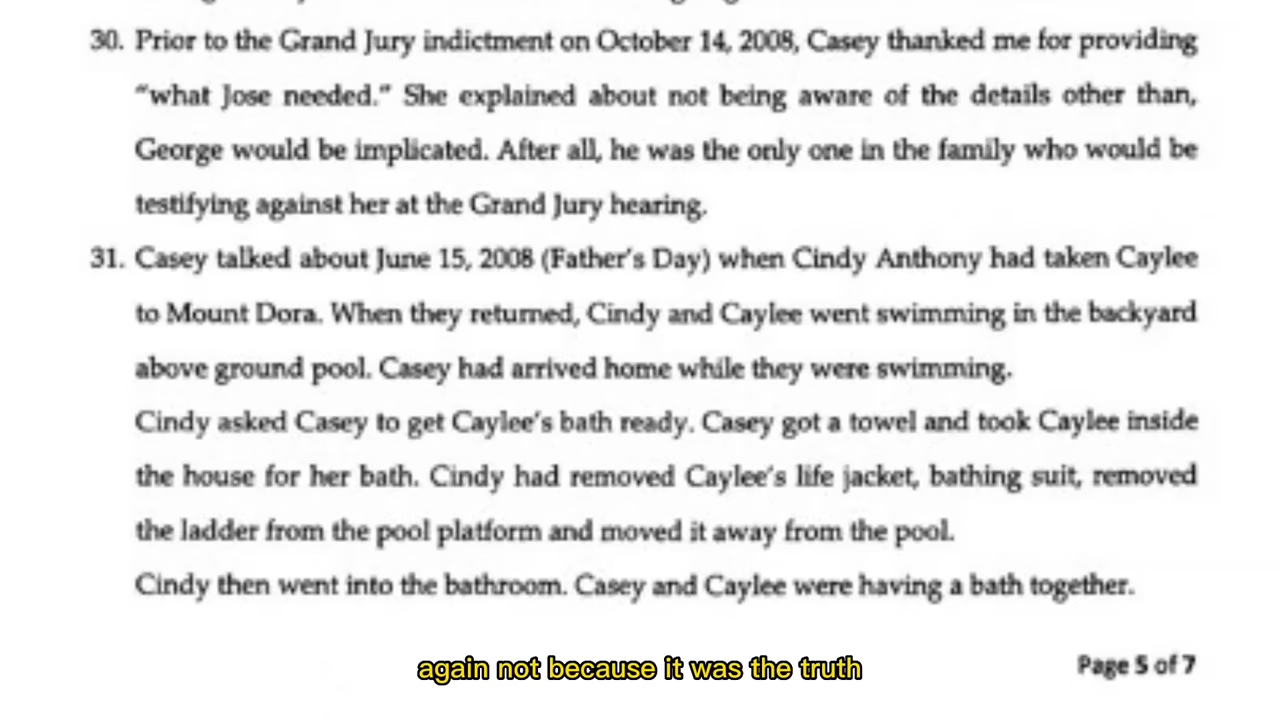 30. Prior to the Grand Jury indictment on October 14, 2008, Casey thanked me for providing
"what Jose needed." She explained about not being aware of the details other than,
George would be implicated. After all, he was the only one in the family who would be
testifying against her at the Grand Jury hearing.
31. Casey talked about June 15, 2008 (Father's Day) when Cindy Anthony had taken Caylee
to Mount Dora. When they returned, Cindy and Caylee went swimming in the backyard
above ground pool. Casey had arrived home while they were swimming.
Cindy asked Casey to get Caylee's bath ready. Casey got a towel and took Caylee inside
the house for her bath. Cindy had removed Caylee's life jacket, bathing suit, removed
the ladder from the pool platform and moved it away from the pool.
Cindy then went into the bathroom. Casey and Caylee were having a bath together.
again not because it was the truth
Page 5 of 7